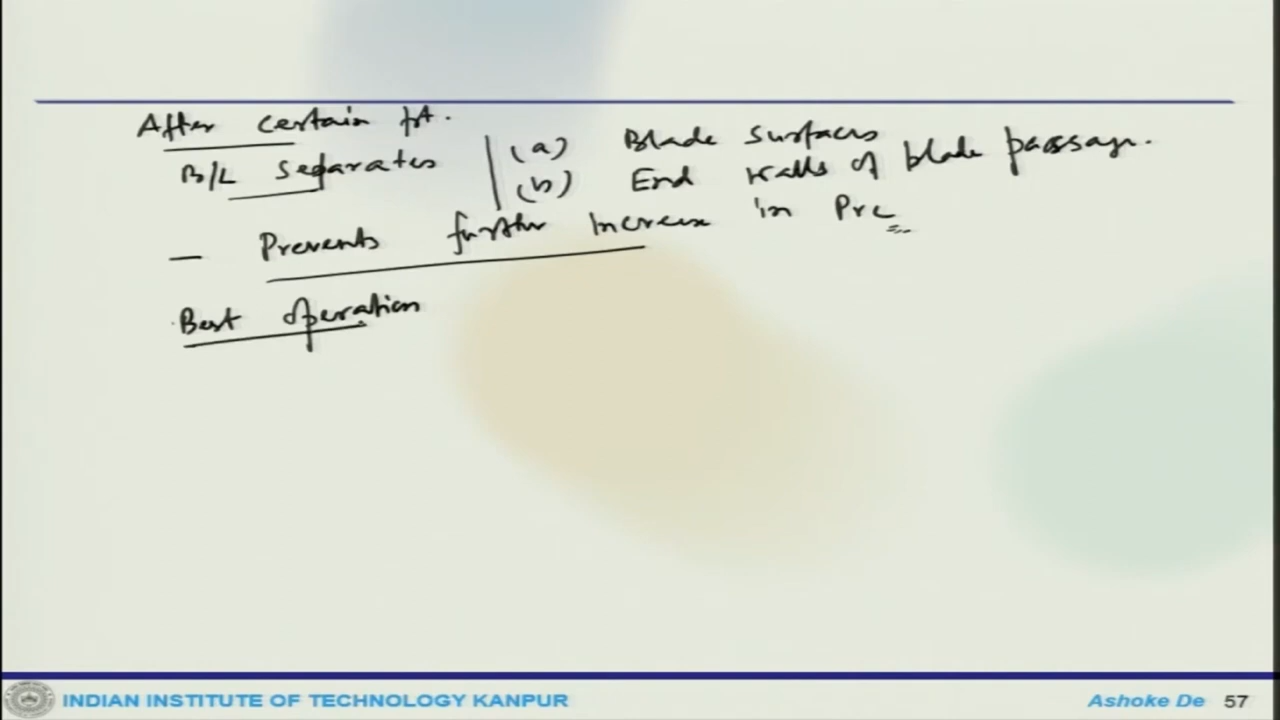 After certain pt.
B/L separates | (a) Blade surfaces
(b) End walls of blade passage.
— Prevents further increase in Prc
Best operation
INDIAN INSTITUTE OF TECHNOLOGY KANPUR
Ashoke De 57